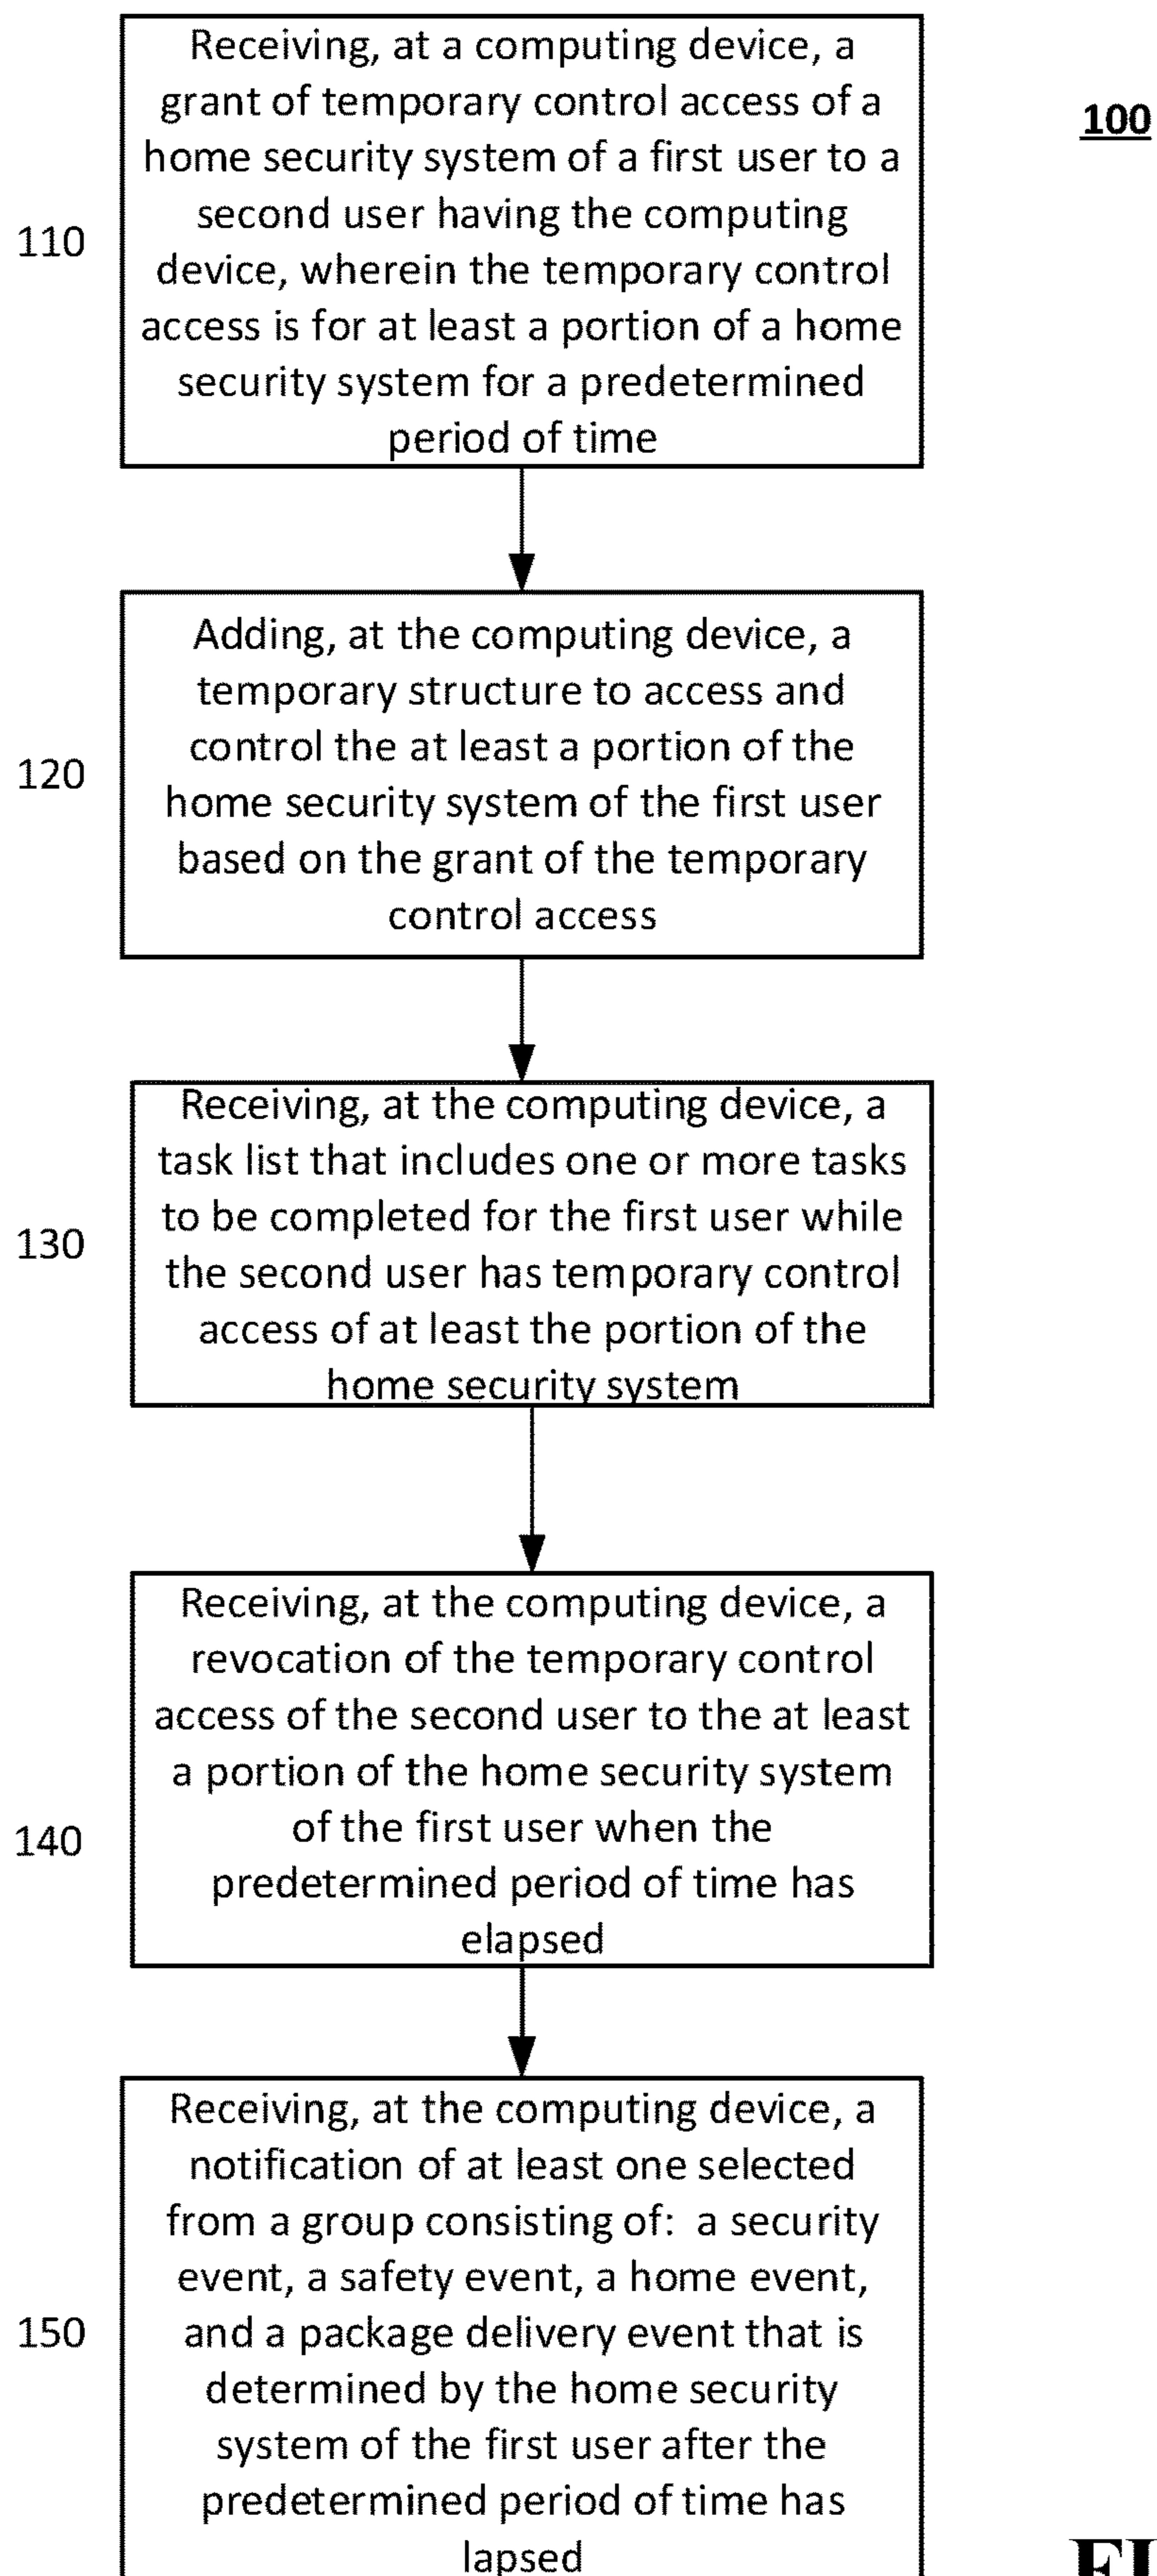 Receiving, at a computing device, a
grant of temporary control access of a
home security system of a first user to a
second user having the computing
device, wherein the temporary control
access is for at least a portion of a home
security system for a predetermined
period of time
100
110
Adding, at the computing device, a
temporary structure to access and
control the at least a portion of the
home security system of the first user
based on the grant of the temporary
control access
120
Receiving, at the computing device, a
task list that includes one or more tasks
to be completed for the first user while
the second user has temporary control
access of at least the portion of the
home security system
130
Receiving, at the computing device, a
revocation of the temporary control
access of the second user to the at least
a portion of the home security system
of the first user when the
predetermined period of time has
elapsed
140
Receiving, at the computing device, a
notification of at least one selected
from a group consisting of:  a security
event, a safety event, a home event,
and a package delivery event that is
determined by the home security
system of the first user after the
predetermined period of time has
lapsed
150